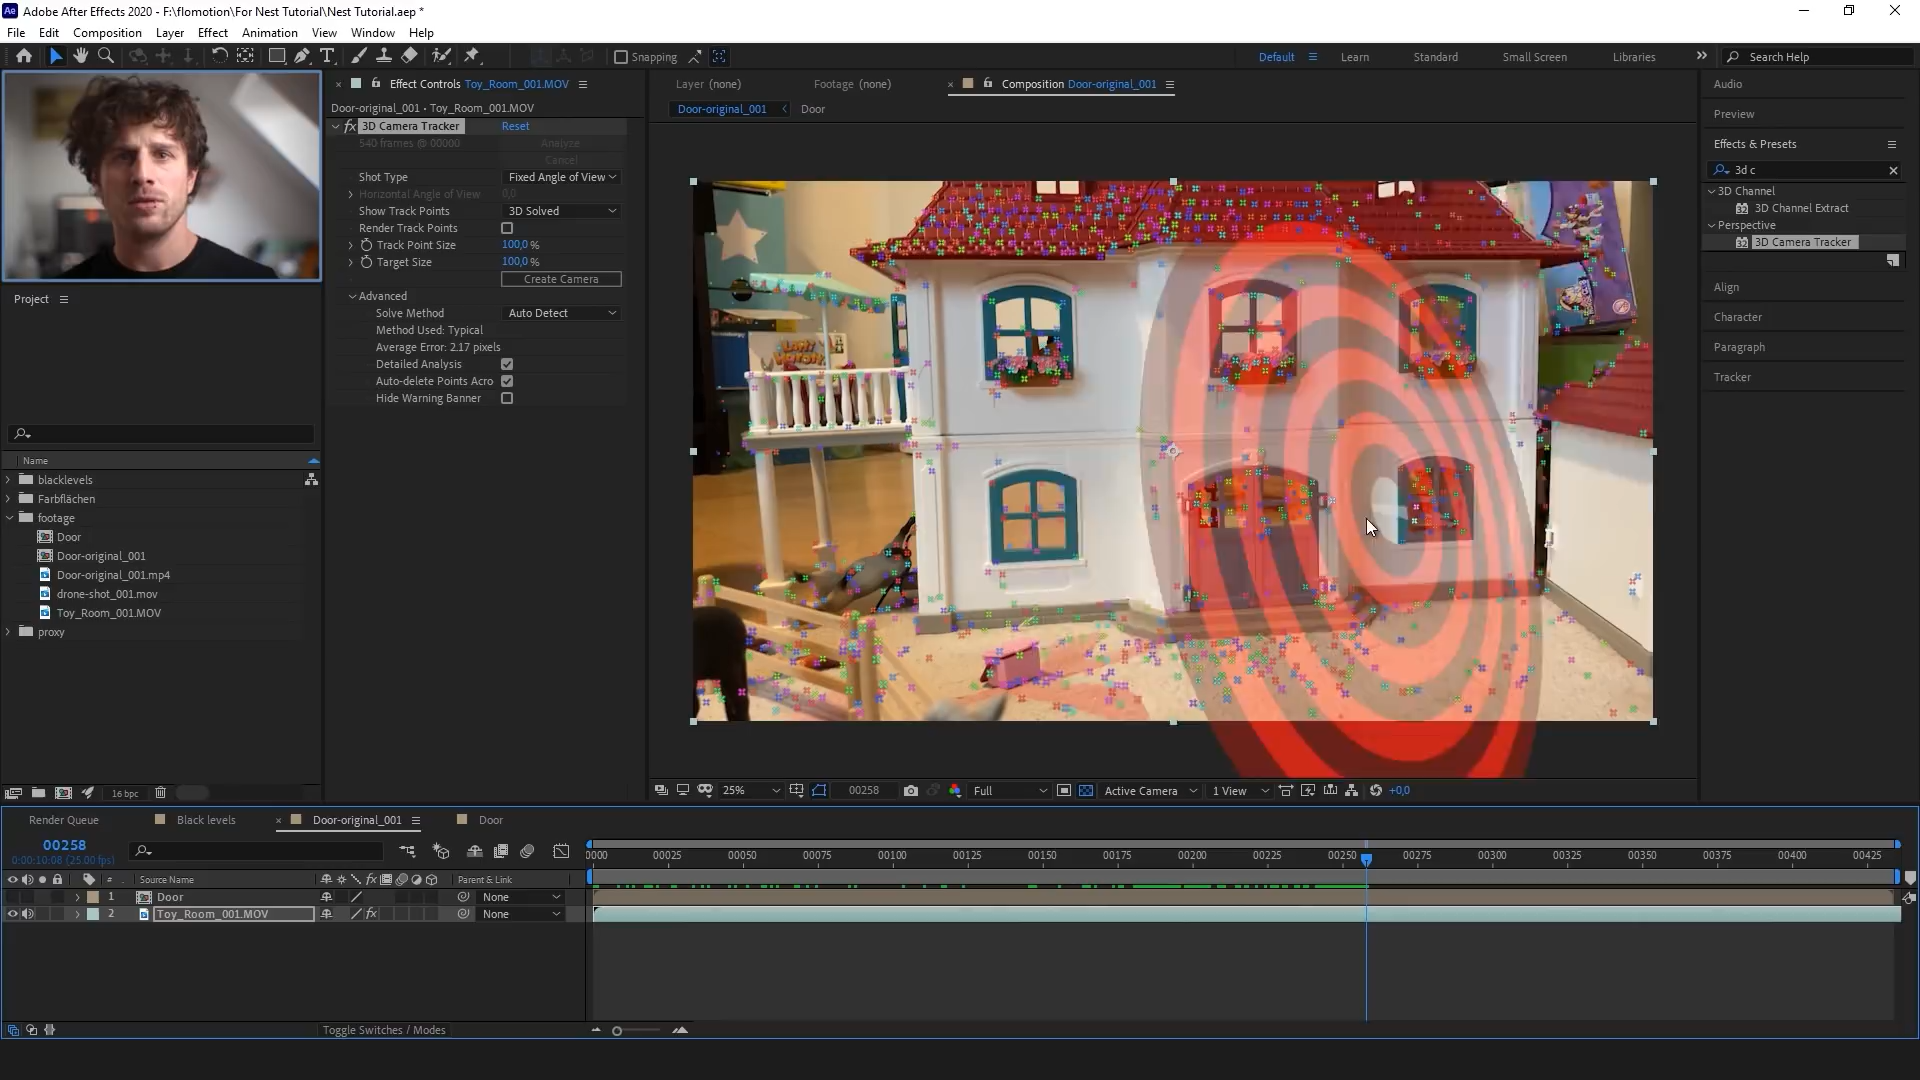 Adobe After Effects 2020 - F:\flomotion\For Nest Tutorial\Nest Tutorial.aep *
File Edit Composition Layer Effect Animation View Window Help
Snapping
Default Learn Standard Small Screen Libraries Search Help
Effect Controls Toy_Room_001.MOV
Door-original_001 • Toy_Room_001.MOV
fx 3D Camera Tracker Reset
540 frames @ 00000 Analyze
Cancel
Shot Type Fixed Angle of View
Horizontal Angle of View 0,0
Show Track Points 3D Solved
Render Track Points
Track Point Size 100,0 %
Target Size 100,0 %
Create Camera
Advanced
Solve Method Auto Detect
Method Used: Typical
Average Error: 2.17 pixels
Detailed Analysis
Auto-delete Points Acro
Hide Warning Banner
Layer (none) Footage (none) Composition Door-original_001
Door-original_001 Door
Audio
Preview
Effects & Presets
3d c
3D Channel
3D Channel Extract
Perspective
3D Camera Tracker
Align
Character
Paragraph
Tracker
Project
Name
blacklevels
Farbflächen
footage
Door
Door-original_001
Door-original_001.mp4
drone-shot_001.mov
Toy_Room_001.MOV
proxy
16 bpc
25% 00258 Full Active Camera 1 View +0,0
Render Queue Black levels Door-original_001 Door
00258
0:00:10:08 (25.00 fps)
# Source Name fx Parent & Link
1 Door None
2 Toy_Room_001.MOV fx None
0000 00025 00050 00075 00100 00125 00150 00175 00200 00225 00250 00275 00300 00325 00350 00375 00400 00425
Toggle Switches / Modes